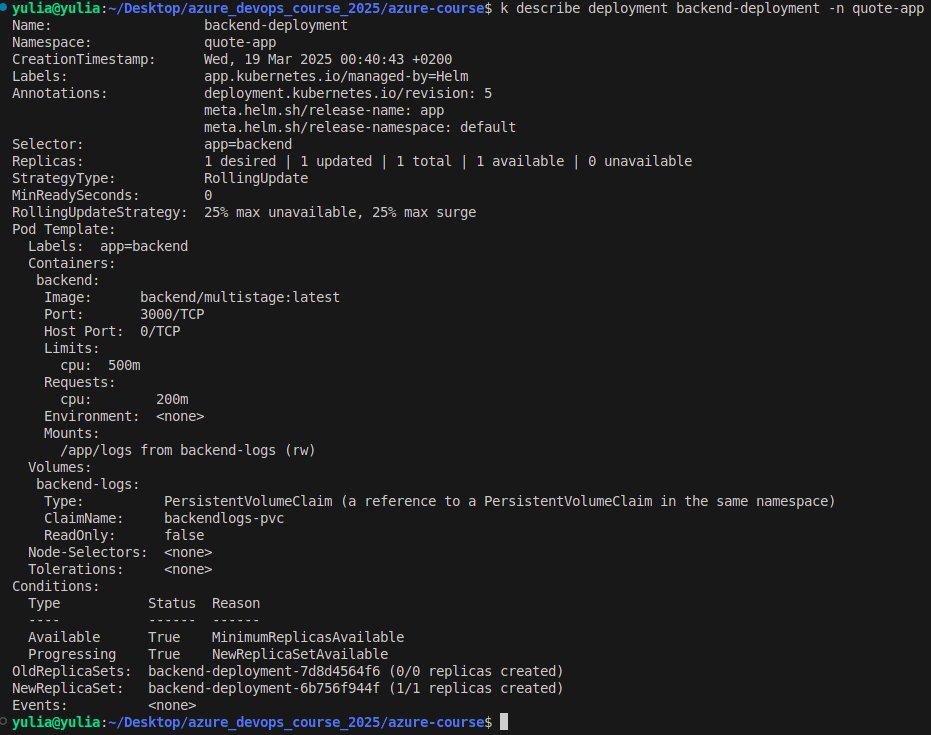 yulia@yulia:~/Desktop/azure_devops_course_2025/azure-course$ k describe deployment backend-deployment -n quote-app
Name:                   backend-deployment
Namespace:              quote-app
CreationTimestamp:      Wed, 19 Mar 2025 00:40:43 +0200
Labels:                 app.kubernetes.io/managed-by=Helm
Annotations:            deployment.kubernetes.io/revision: 5
                        meta.helm.sh/release-name: app
                        meta.helm.sh/release-namespace: default
Selector:               app=backend
Replicas:               1 desired | 1 updated | 1 total | 1 available | 0 unavailable
StrategyType:           RollingUpdate
MinReadySeconds:        0
RollingUpdateStrategy:  25% max unavailable, 25% max surge
Pod Template:
  Labels:  app=backend
  Containers:
   backend:
    Image:      backend/multistage:latest
    Port:       3000/TCP
    Host Port:  0/TCP
    Limits:
      cpu:  500m
    Requests:
      cpu:        200m
    Environment:  <none>
    Mounts:
      /app/logs from backend-logs (rw)
  Volumes:
   backend-logs:
    Type:          PersistentVolumeClaim (a reference to a PersistentVolumeClaim in the same namespace)
    ClaimName:     backendlogs-pvc
    ReadOnly:      false
  Node-Selectors:  <none>
  Tolerations:     <none>
Conditions:
  Type           Status  Reason
  ----           ------  ------
  Available      True    MinimumReplicasAvailable
  Progressing    True    NewReplicaSetAvailable
OldReplicaSets:  backend-deployment-7d8d4564f6 (0/0 replicas created)
NewReplicaSet:   backend-deployment-6b756f944f (1/1 replicas created)
Events:          <none>
yulia@yulia:~/Desktop/azure_devops_course_2025/azure-course$